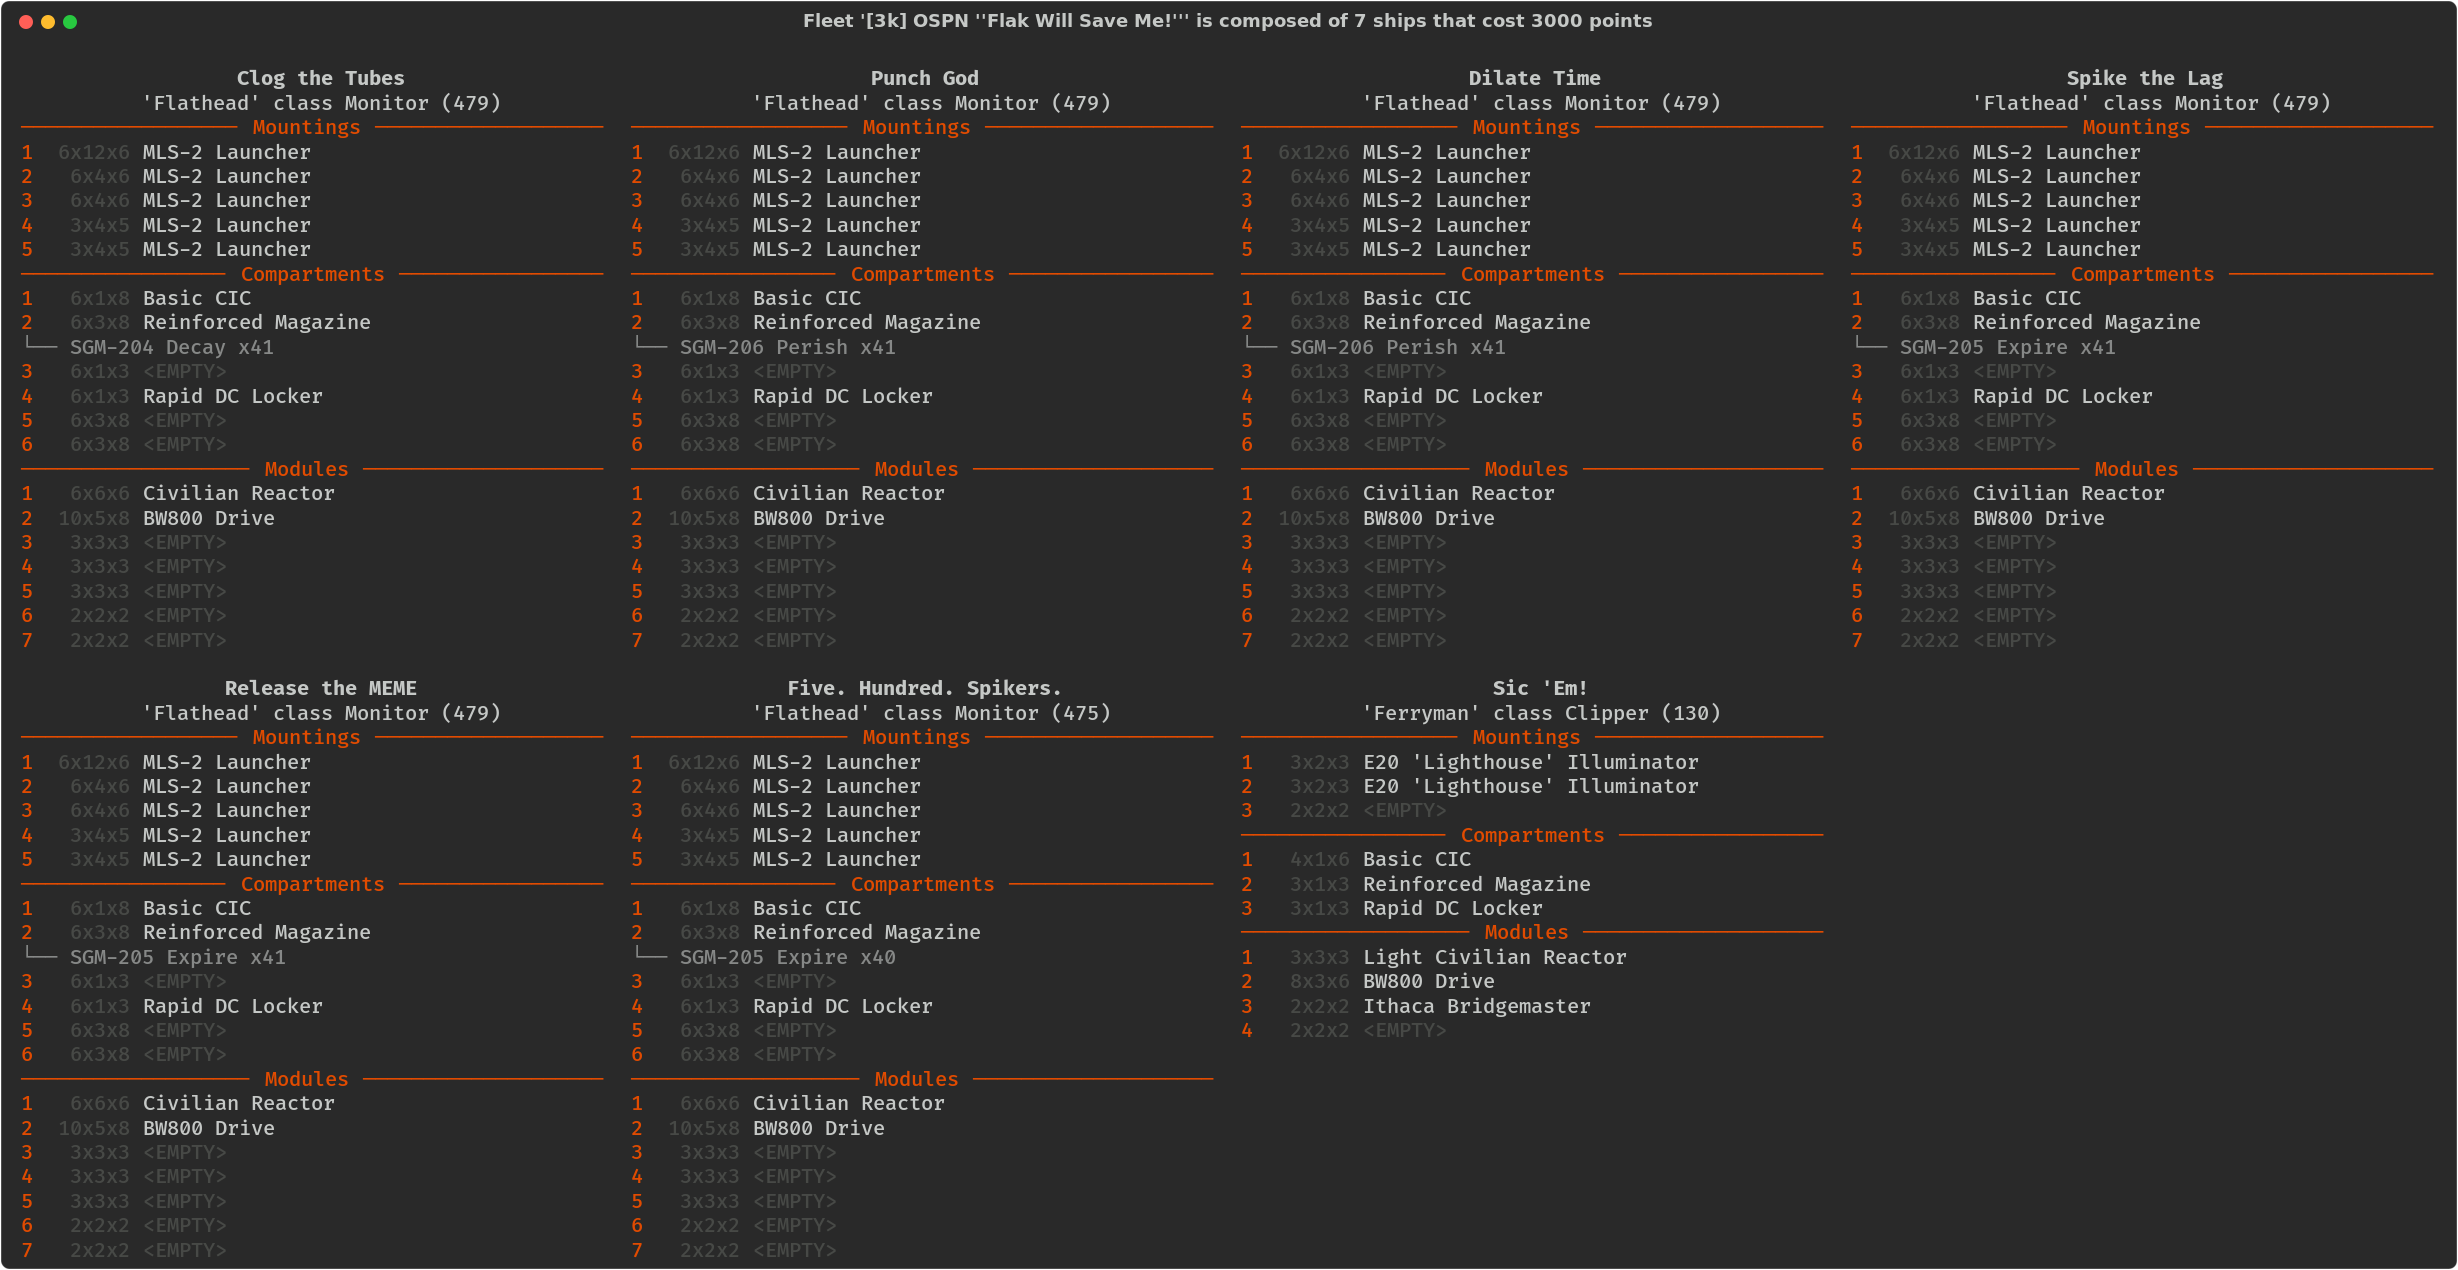 Fleet '[3k] OSPN ''Flak Will Save Me!''' is composed of 7 ships that cost 3000 points
Clog the Tubes
'Flathead' class Monitor (479)
Mountings
1 6x12x6 MLS-2 Launcher
2 6x4x6 MLS-2 Launcher
3 6x4x6 MLS-2 Launcher
4 3x4x5 MLS-2 Launcher
5 3x4x5 MLS-2 Launcher
Compartments
1 6x1x8 Basic CIC
2 6x3x8 Reinforced Magazine
└── SGM-204 Decay x41
3 6x1x3 <EMPTY>
4 6x1x3 Rapid DC Locker
5 6x3x8 <EMPTY>
6 6x3x8 <EMPTY>
Modules
1 6x6x6 Civilian Reactor
2 10x5x8 BW800 Drive
3 3x3x3 <EMPTY>
4 3x3x3 <EMPTY>
5 3x3x3 <EMPTY>
6 2x2x2 <EMPTY>
7 2x2x2 <EMPTY>
Punch God
'Flathead' class Monitor (479)
Mountings
1 6x12x6 MLS-2 Launcher
2 6x4x6 MLS-2 Launcher
3 6x4x6 MLS-2 Launcher
4 3x4x5 MLS-2 Launcher
5 3x4x5 MLS-2 Launcher
Compartments
1 6x1x8 Basic CIC
2 6x3x8 Reinforced Magazine
└── SGM-206 Perish x41
3 6x1x3 <EMPTY>
4 6x1x3 Rapid DC Locker
5 6x3x8 <EMPTY>
6 6x3x8 <EMPTY>
Modules
1 6x6x6 Civilian Reactor
2 10x5x8 BW800 Drive
3 3x3x3 <EMPTY>
4 3x3x3 <EMPTY>
5 3x3x3 <EMPTY>
6 2x2x2 <EMPTY>
7 2x2x2 <EMPTY>
Dilate Time
'Flathead' class Monitor (479)
Mountings
1 6x12x6 MLS-2 Launcher
2 6x4x6 MLS-2 Launcher
3 6x4x6 MLS-2 Launcher
4 3x4x5 MLS-2 Launcher
5 3x4x5 MLS-2 Launcher
Compartments
1 6x1x8 Basic CIC
2 6x3x8 Reinforced Magazine
└── SGM-206 Perish x41
3 6x1x3 <EMPTY>
4 6x1x3 Rapid DC Locker
5 6x3x8 <EMPTY>
6 6x3x8 <EMPTY>
Modules
1 6x6x6 Civilian Reactor
2 10x5x8 BW800 Drive
3 3x3x3 <EMPTY>
4 3x3x3 <EMPTY>
5 3x3x3 <EMPTY>
6 2x2x2 <EMPTY>
7 2x2x2 <EMPTY>
Spike the Lag
'Flathead' class Monitor (479)
Mountings
1 6x12x6 MLS-2 Launcher
2 6x4x6 MLS-2 Launcher
3 6x4x6 MLS-2 Launcher
4 3x4x5 MLS-2 Launcher
5 3x4x5 MLS-2 Launcher
Compartments
1 6x1x8 Basic CIC
2 6x3x8 Reinforced Magazine
└── SGM-205 Expire x41
3 6x1x3 <EMPTY>
4 6x1x3 Rapid DC Locker
5 6x3x8 <EMPTY>
6 6x3x8 <EMPTY>
Modules
1 6x6x6 Civilian Reactor
2 10x5x8 BW800 Drive
3 3x3x3 <EMPTY>
4 3x3x3 <EMPTY>
5 3x3x3 <EMPTY>
6 2x2x2 <EMPTY>
7 2x2x2 <EMPTY>
Release the MEME
'Flathead' class Monitor (479)
Mountings
1 6x12x6 MLS-2 Launcher
2 6x4x6 MLS-2 Launcher
3 6x4x6 MLS-2 Launcher
4 3x4x5 MLS-2 Launcher
5 3x4x5 MLS-2 Launcher
Compartments
1 6x1x8 Basic CIC
2 6x3x8 Reinforced Magazine
└── SGM-205 Expire x41
3 6x1x3 <EMPTY>
4 6x1x3 Rapid DC Locker
5 6x3x8 <EMPTY>
6 6x3x8 <EMPTY>
Modules
1 6x6x6 Civilian Reactor
2 10x5x8 BW800 Drive
3 3x3x3 <EMPTY>
4 3x3x3 <EMPTY>
5 3x3x3 <EMPTY>
6 2x2x2 <EMPTY>
7 2x2x2 <EMPTY>
Five. Hundred. Spikers.
'Flathead' class Monitor (475)
Mountings
1 6x12x6 MLS-2 Launcher
2 6x4x6 MLS-2 Launcher
3 6x4x6 MLS-2 Launcher
4 3x4x5 MLS-2 Launcher
5 3x4x5 MLS-2 Launcher
Compartments
1 6x1x8 Basic CIC
2 6x3x8 Reinforced Magazine
└── SGM-205 Expire x40
3 6x1x3 <EMPTY>
4 6x1x3 Rapid DC Locker
5 6x3x8 <EMPTY>
6 6x3x8 <EMPTY>
Modules
1 6x6x6 Civilian Reactor
2 10x5x8 BW800 Drive
3 3x3x3 <EMPTY>
4 3x3x3 <EMPTY>
5 3x3x3 <EMPTY>
6 2x2x2 <EMPTY>
7 2x2x2 <EMPTY>
Sic 'Em!
'Ferryman' class Clipper (130)
Mountings
1 3x2x3 E20 'Lighthouse' Illuminator
2 3x2x3 E20 'Lighthouse' Illuminator
3 2x2x2 <EMPTY>
Compartments
1 4x1x6 Basic CIC
2 3x1x3 Reinforced Magazine
3 3x1x3 Rapid DC Locker
Modules
1 3x3x3 Light Civilian Reactor
2 8x3x6 BW800 Drive
3 2x2x2 Ithaca Bridgemaster
4 2x2x2 <EMPTY>